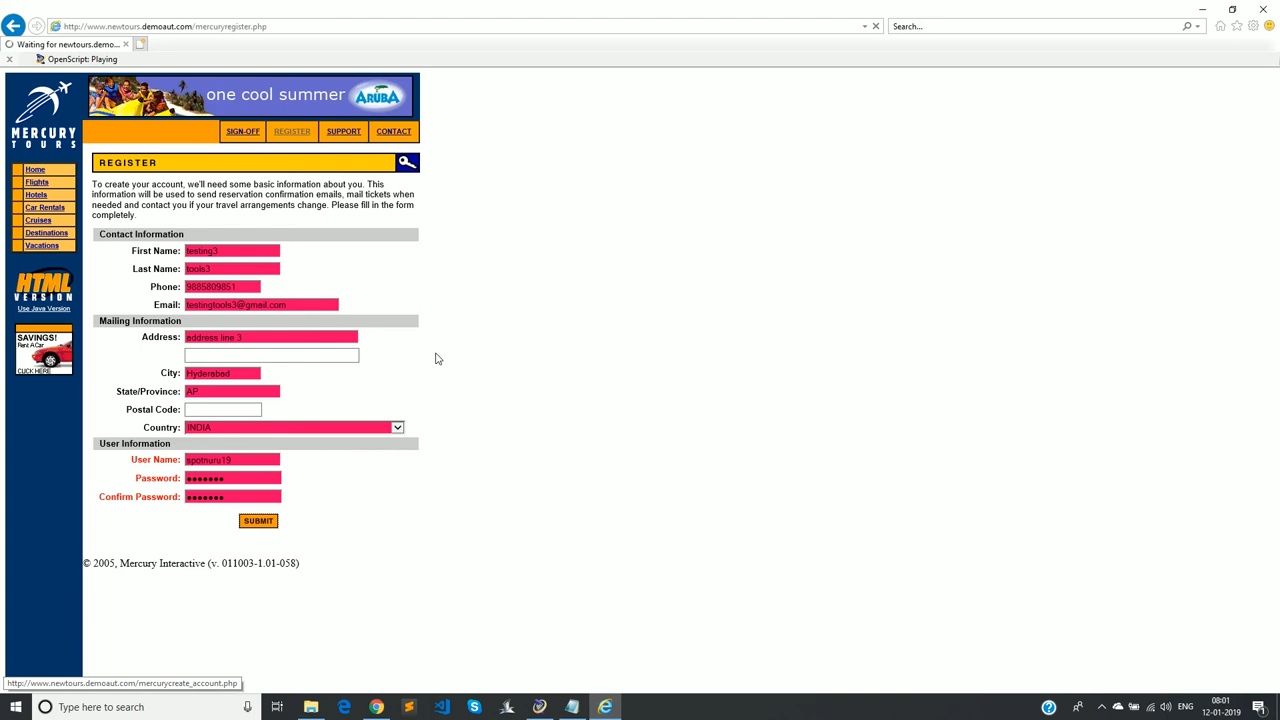 http://www.newtours.demoaut.com/mercuryregister.php
Search...
Waiting for newtours.demo...
OpenScript: Playing
one cool summer ARUBA
MERCURY
TOURS
SIGN-OFF REGISTER SUPPORT CONTACT
Home
Flights
Hotels
Car Rentals
Cruises
Destinations
Vacations
HTML
VERSION
Use Java Version
SAVINGS!
Rent A Car
CLICK HERE
REGISTER
To create your account, we'll need some basic information about you. This
information will be used to send reservation confirmation emails, mail tickets when
needed and contact you if your travel arrangements change. Please fill in the form
completely.
Contact Information
First Name: testing3
Last Name: tools3
Phone: 9885809851
Email: testingtools3@gmail.com
Mailing Information
Address: address line 3
City: Hyderabad
State/Province: AP
Postal Code:
Country: INDIA
User Information
User Name: spotnuru19
Password: •••••••
Confirm Password: •••••••
SUBMIT
© 2005, Mercury Interactive (v. 011003-1.01-058)
http://www.newtours.demoaut.com/mercurycreate_account.php
Type here to search
ENG
08:01
12-01-2019